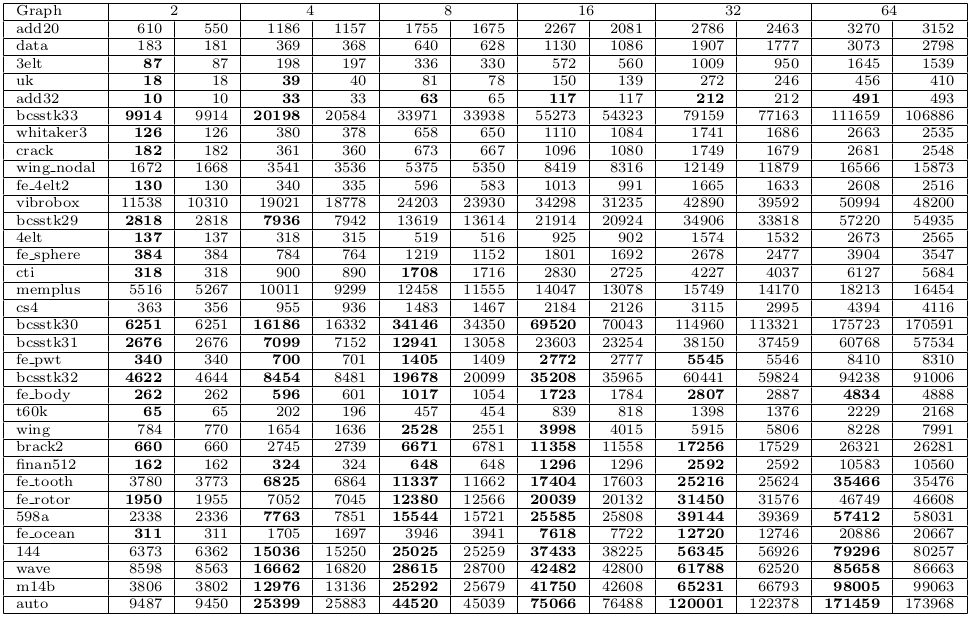 Graph 2 4 8 16 32 64
add20 610 550 1186 1157 1755 1675 2267 2081 2786 2463 3270 3152
data 183 181 369 368 640 628 1130 1086 1907 1777 3073 2798
3elt 87 87 198 197 336 330 572 560 1009 950 1645 1539
uk 18 18 39 40 81 78 150 139 272 246 456 410
add32 10 10 33 33 63 65 117 117 212 212 491 493
bcsstk33 9914 9914 20198 20584 33971 33938 55273 54323 79159 77163 111659 106886
whitaker3 126 126 380 378 658 650 1110 1084 1741 1686 2663 2535
crack 182 182 361 360 673 667 1096 1080 1749 1679 2681 2548
wing_nodal 1672 1668 3541 3536 5375 5350 8419 8316 12149 11879 16566 15873
fe_4elt2 130 130 340 335 596 583 1013 991 1665 1633 2608 2516
vibrobox 11538 10310 19021 18778 24203 23930 34298 31235 42890 39592 50994 48200
bcsstk29 2818 2818 7936 7942 13619 13614 21914 20924 34906 33818 57220 54935
4elt 137 137 318 315 519 516 925 902 1574 1532 2673 2565
fe_sphere 384 384 784 764 1219 1152 1801 1692 2678 2477 3904 3547
cti 318 318 900 890 1708 1716 2830 2725 4227 4037 6127 5684
memplus 5516 5267 10011 9299 12458 11555 14047 13078 15749 14170 18213 16454
cs4 363 356 955 936 1483 1467 2184 2126 3115 2995 4394 4116
bcsstk30 6251 6251 16186 16332 34146 34350 69520 70043 114960 113321 175723 170591
bcsstk31 2676 2676 7099 7152 12941 13058 23603 23254 38150 37459 60768 57534
fe_pwt 340 340 700 701 1405 1409 2772 2777 5545 5546 8410 8310
bcsstk32 4622 4644 8454 8481 19678 20099 35208 35965 60441 59824 94238 91006
fe_body 262 262 596 601 1017 1054 1723 1784 2807 2887 4834 4888
t60k 65 65 202 196 457 454 839 818 1398 1376 2229 2168
wing 784 770 1654 1636 2528 2551 3998 4015 5915 5806 8228 7991
brack2 660 660 2745 2739 6671 6781 11358 11558 17256 17529 26321 26281
finan512 162 162 324 324 648 648 1296 1296 2592 2592 10583 10560
fe_tooth 3780 3773 6825 6864 11337 11662 17404 17603 25216 25624 35466 35476
fe_rotor 1950 1955 7052 7045 12380 12566 20039 20132 31450 31576 46749 46608
598a 2338 2336 7763 7851 15544 15721 25585 25808 39144 39369 57412 58031
fe_ocean 311 311 1705 1697 3946 3941 7618 7722 12720 12746 20886 20667
144 6373 6362 15036 15250 25025 25259 37433 38225 56345 56926 79296 80257
wave 8598 8563 16662 16820 28615 28700 42482 42800 61788 62520 85658 86663
m14b 3806 3802 12976 13136 25292 25679 41750 42608 65231 66793 98005 99063
auto 9487 9450 25399 25883 44520 45039 75066 76488 120001 122378 171459 173968